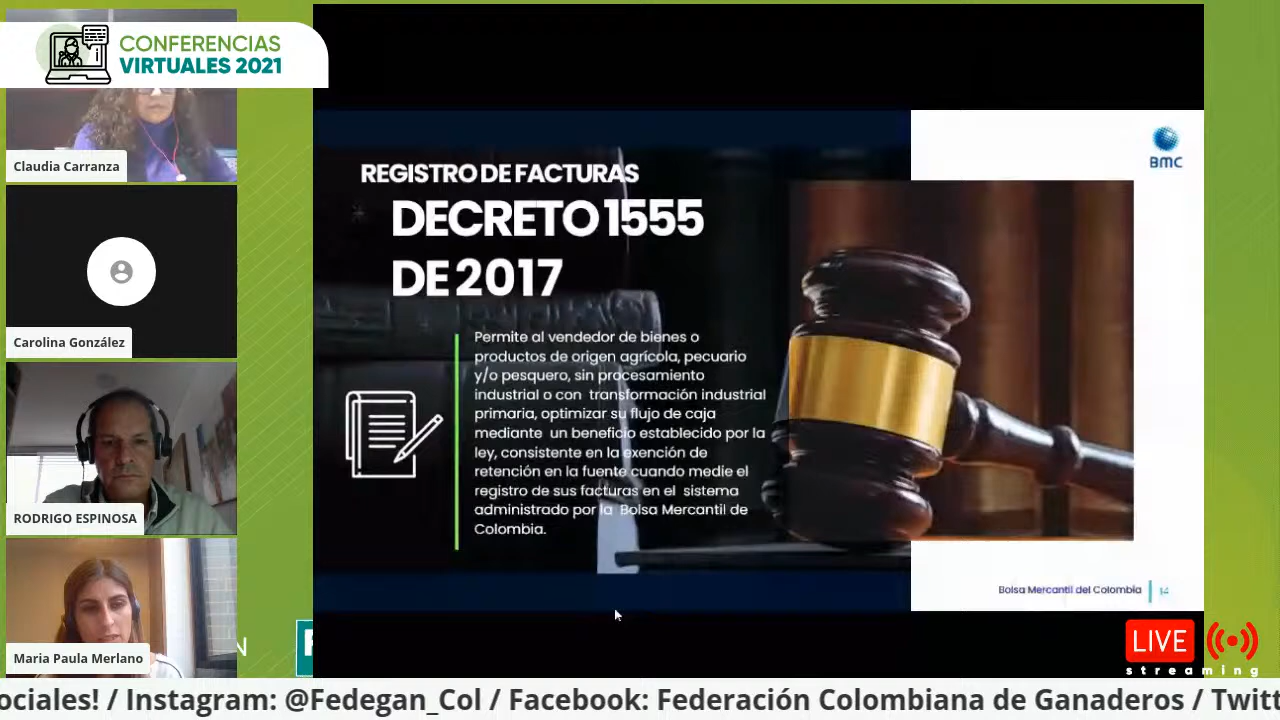 CONFERENCIAS
VIRTUALES 2021
Claudia Carranza
Carolina González
RODRIGO ESPINOSA
Maria Paula Merlano
BMC
REGISTRO DE FACTURAS
DECRETO 1555
DE 2017
Permite al vendedor de bienes o
productos de origen agrícola, pecuario
y/o pesquero, sin procesamiento
industrial o con transformación industrial
primaria, optimizar su flujo de caja
mediante un beneficio establecido por la
ley, consistente en la exención de
retención en la fuente cuando medie el
registro de sus facturas en el sistema
administrado por la Bolsa Mercantil de
Colombia.
Bolsa Mercantil del Colombia
N
LIVE
streaming
ociales! / Instagram: @Fedegan_Col / Facebook: Federación Colombiana de Ganaderos / Twitt